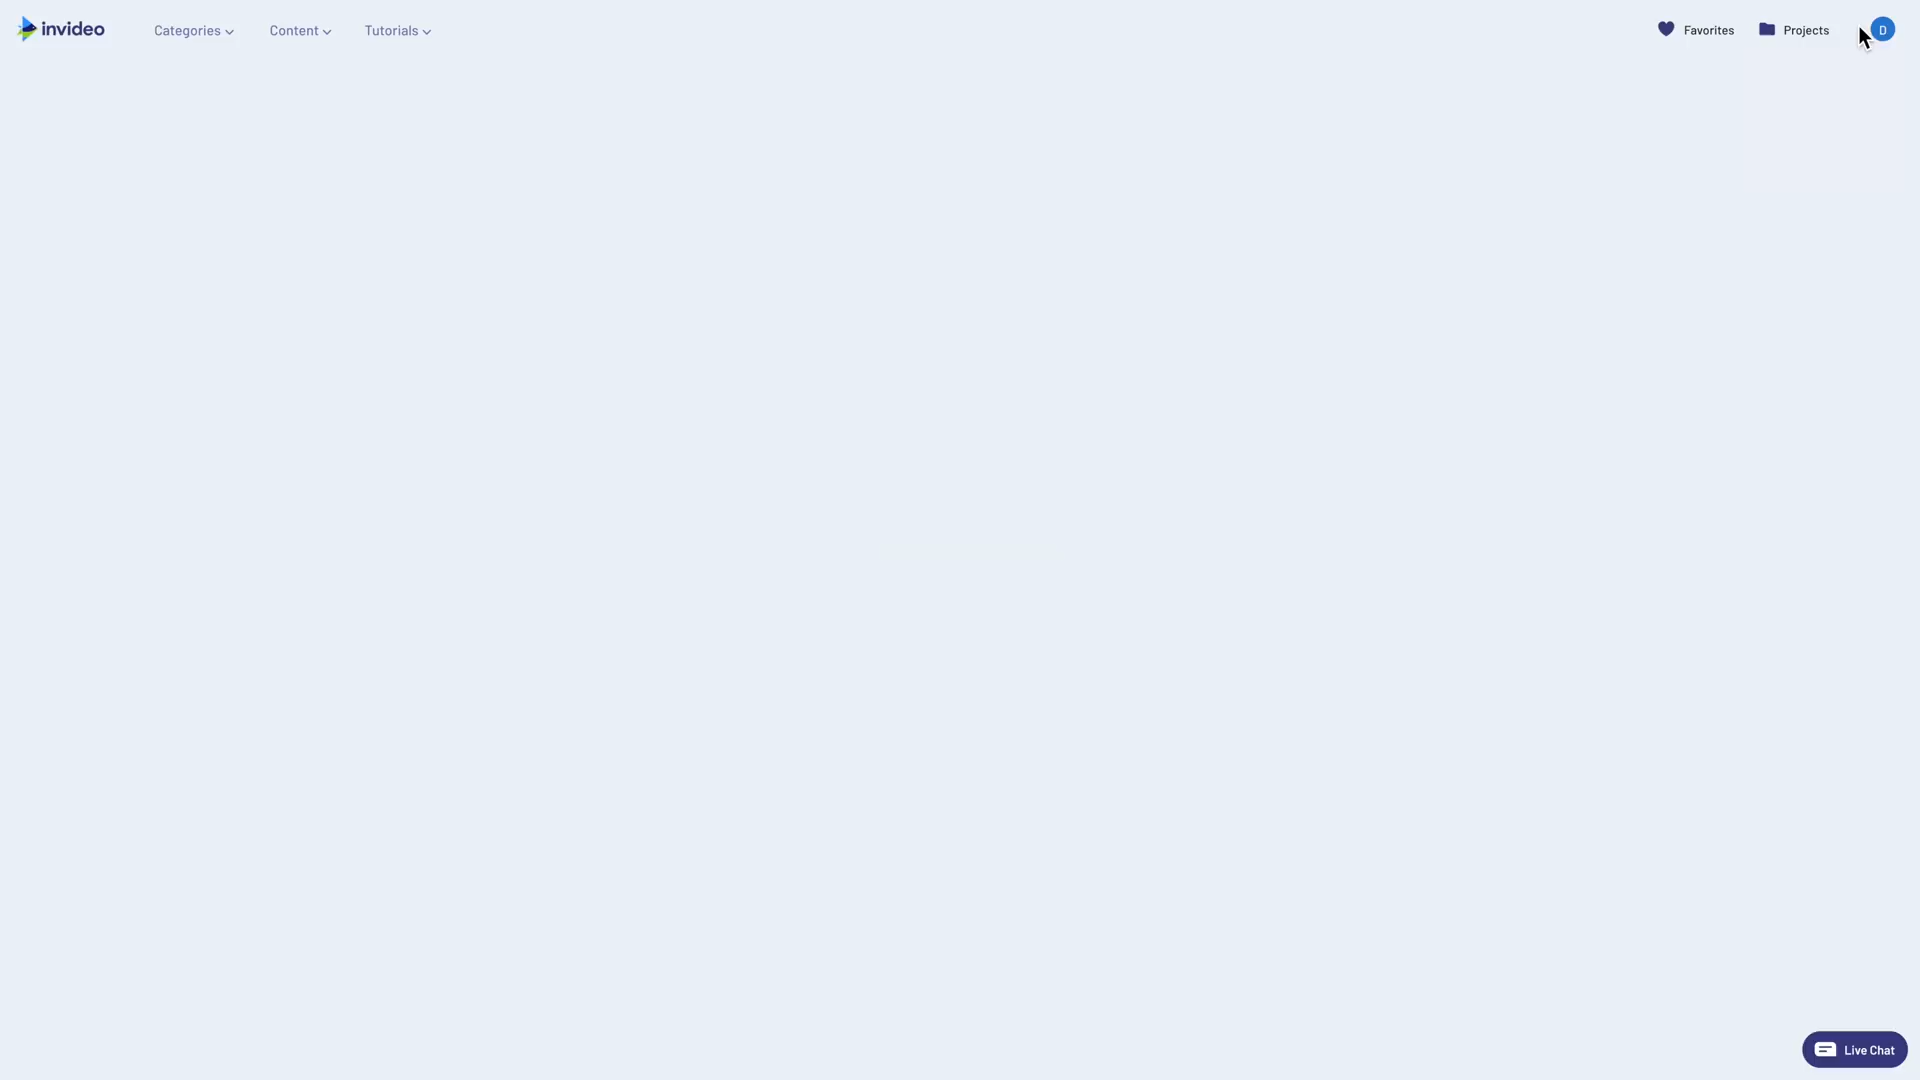 invideo
Categories
Content
Tutorials
Favorites
Projects
D
Live Chat